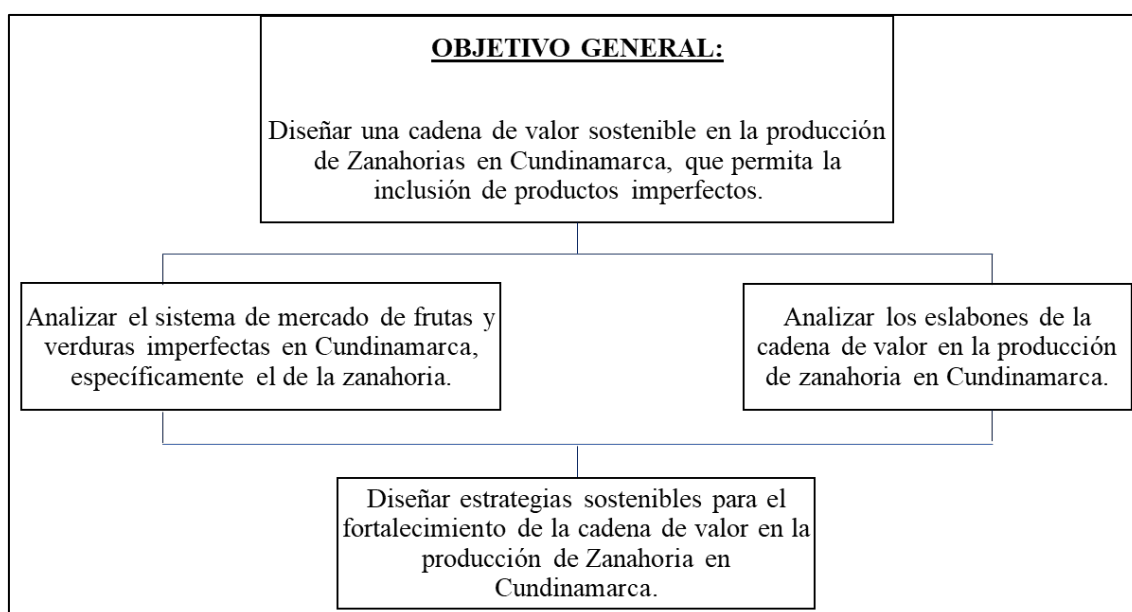 OBJETIVO GENERAL:
Diseñar una cadena de valor sostenible en la producción
de Zanahorias en Cundinamarca, que permita la
inclusión de productos imperfectos.
Analizar el sistema de mercado de frutas y
verduras imperfectas en Cundinamarca,
específicamente el de la zanahoria.
Analizar los eslabones de la
cadena de valor en la producción
de zanahoria en Cundinamarca.
Diseñar estrategias sostenibles para el
fortalecimiento de la cadena de valor en la
producción de Zanahoria en
Cundinamarca.